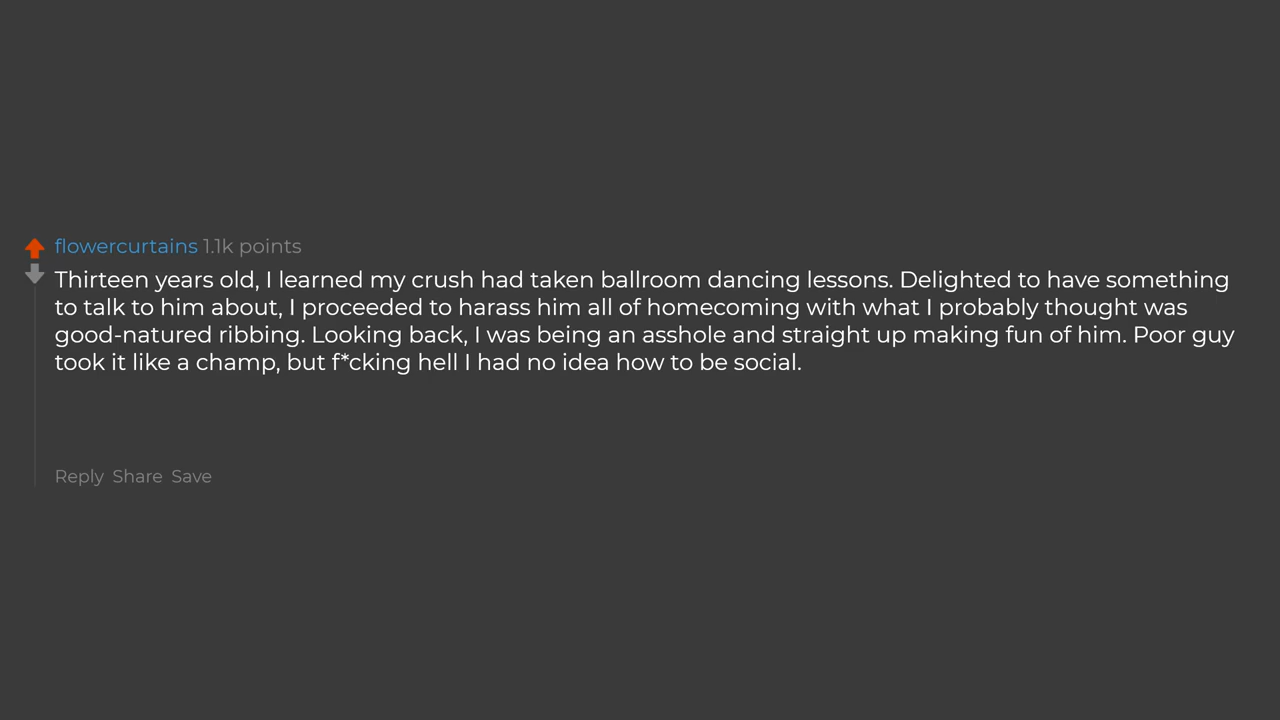 flowercurtains 1.1k points
Thirteen years old, I learned my crush had taken ballroom dancing lessons. Delighted to have something
to talk to him about, I proceeded to harass him all of homecoming with what I probably thought was
good-natured ribbing. Looking back, I was being an asshole and straight up making fun of him. Poor guy
took it like a champ, but f*cking hell I had no idea how to be social.
Reply Share Save